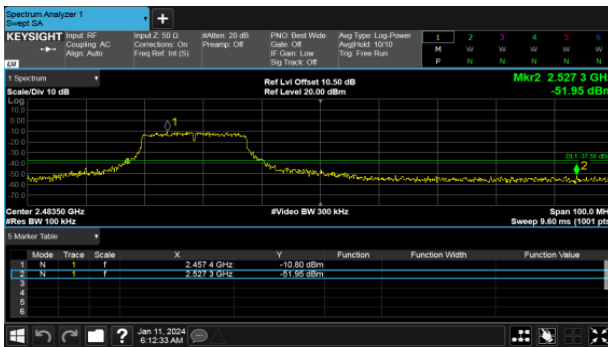 Spectrum Analyzer 1
Swept SA
+
KEYSIGHT Input: RF Input Z: 50 Ω #Atten: 20 dB PNO: Best Wide Avg Type: Log-Power 1 2 3 4 5 6
Coupling: AC Corrections: On Preamp: Off Gate: Off Avg|Hold: 10/10 M W W W W W
Align: Auto Freq Ref: Int (S) IF Gain: Low Trig: Free Run
Sig Track: Off P N N N N N
1 Spectrum Ref Lvl Offset 10.50 dB Mkr2 2.527 3 GHz
Scale/Div 10 dB Ref Level 20.00 dBm -51.95 dBm
Log
10.0
0.00
-10.0
-20.0
-30.0
DL1 -37.50 dB
-40.0
-50.0
-60.0
-70.0
1
2
Center 2.48350 GHz #Video BW 300 kHz Span 100.0 MH
#Res BW 100 kHz Sweep 9.60 ms (1001 pts
5 Marker Table
Mode Trace Scale X Y Function Function Width Function Value
1 N 1 f 2.457 4 GHz -10.80 dBm
2 N 1 f 2.527 3 GHz -51.95 dBm
3
4
5
6
? Jan 11, 2024
6:12:33 AM